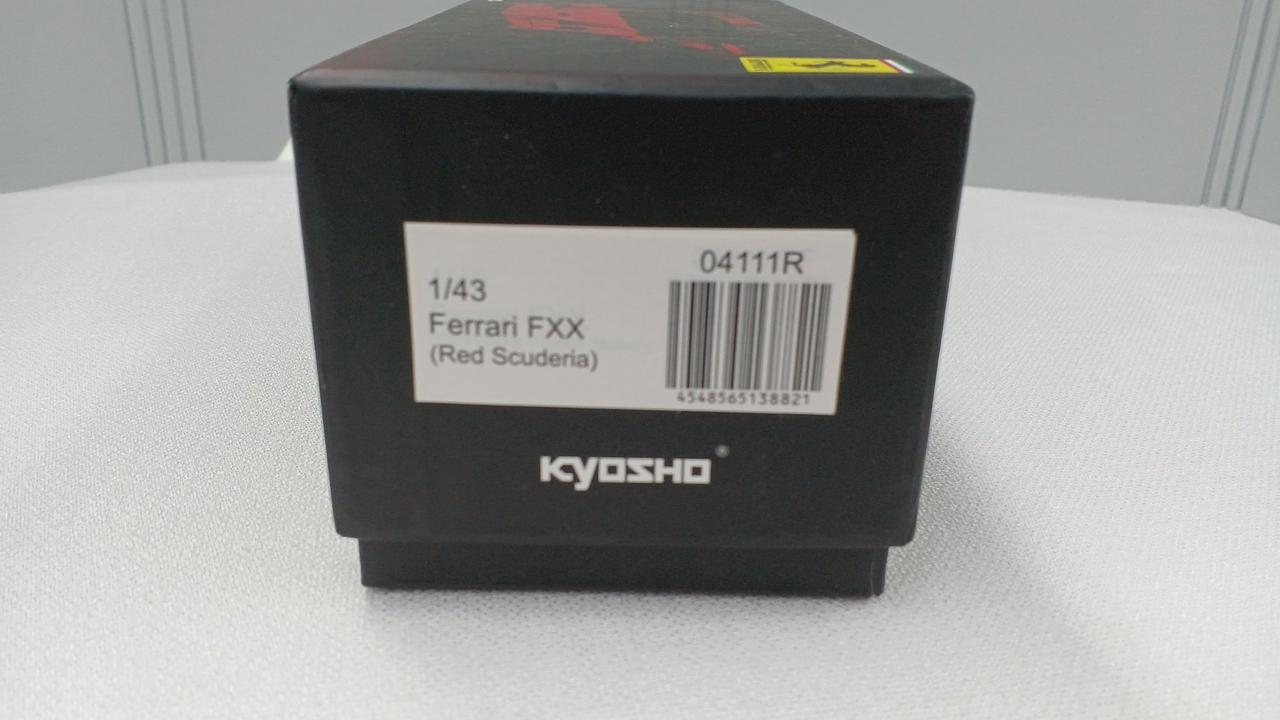 04111R
1/43
Ferrari FXX
(Red Scuderia)
4548565138821
KYOSHO®